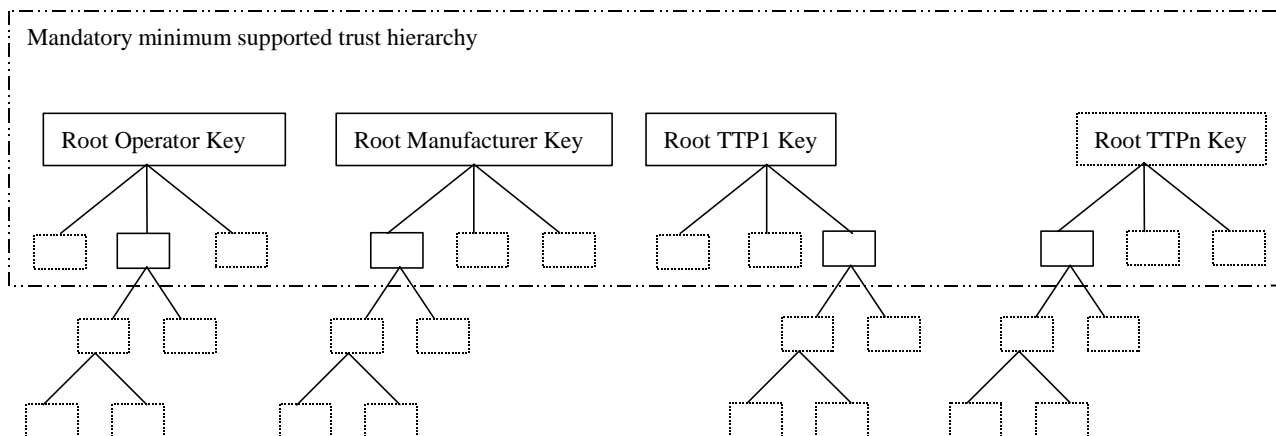 Mandatory minimum supported trust hierarchy
Root Operator Key
Root Manufacturer Key
Root TTP1 Key
Root TTPn Key